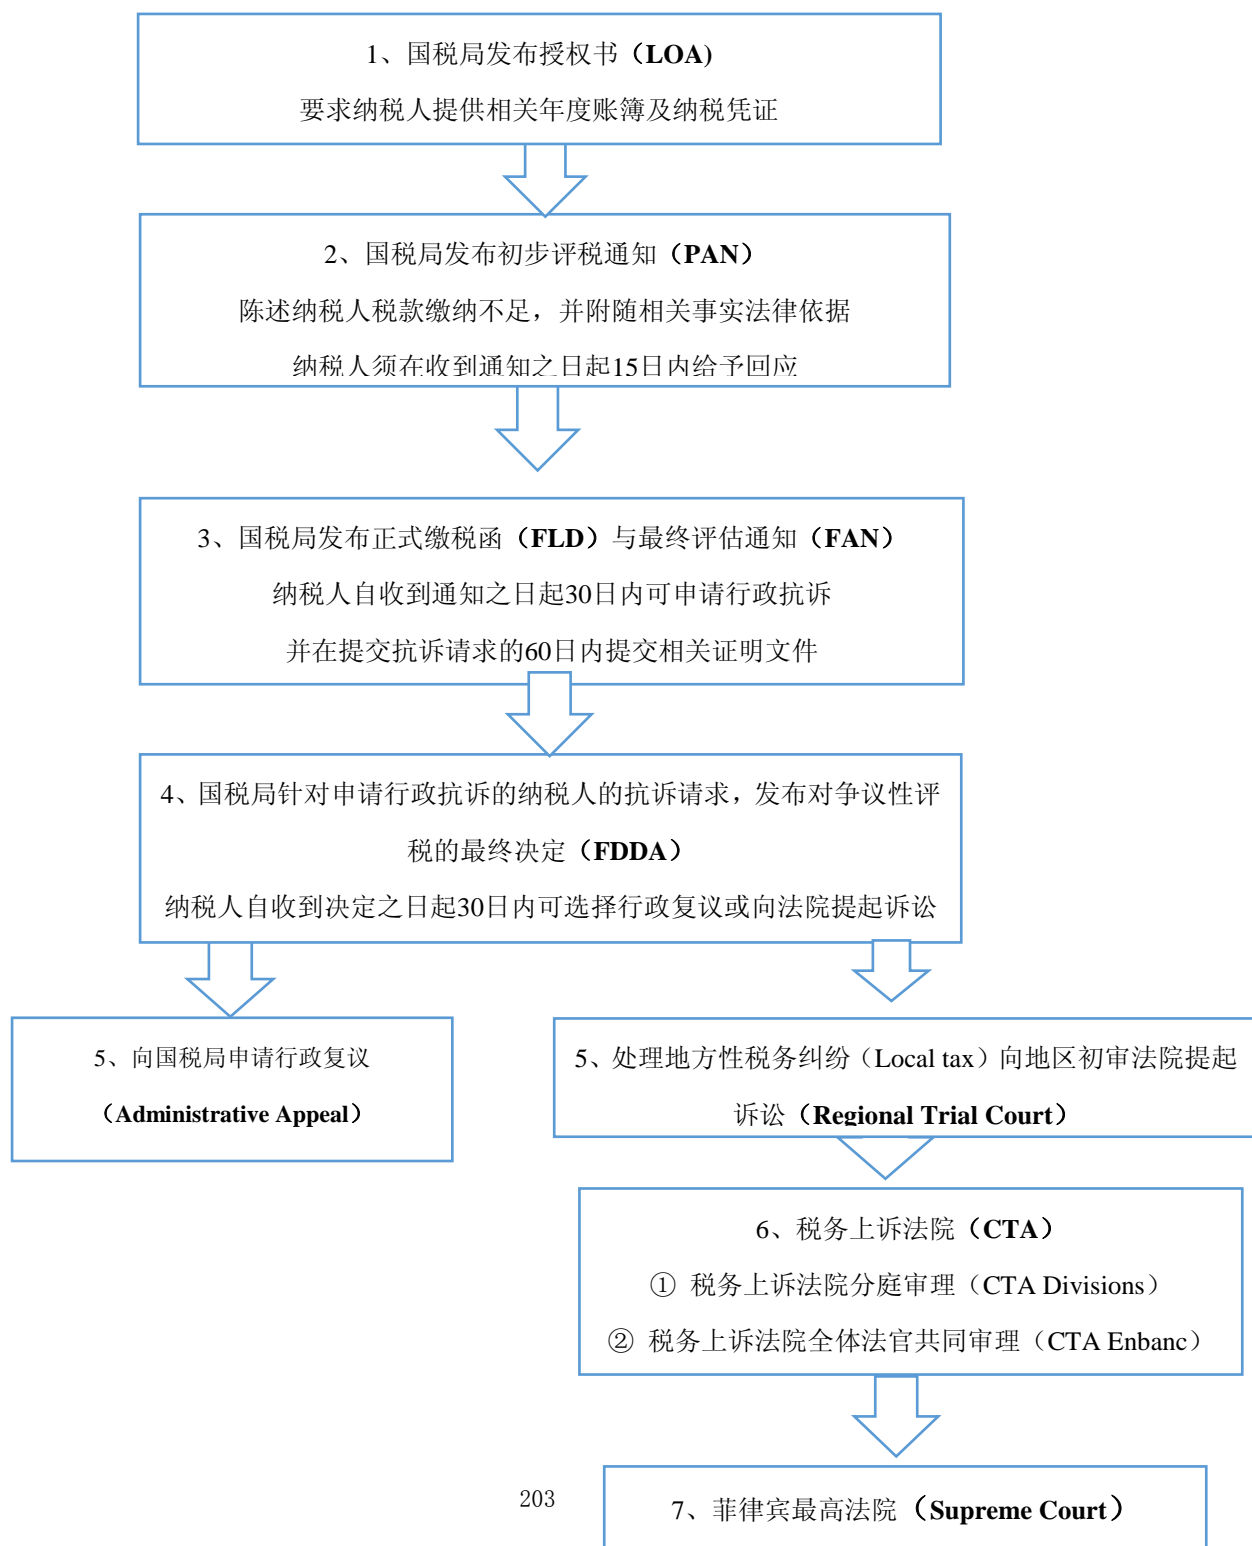 1、国税局发布授权书（LOA)
要求纳税人提供相关年度账簿及纳税凭证
2、国税局发布初步评税通知（PAN）
陈述纳税人税款缴纳不足，并附随相关事实法律依据
纳税人须在收到通知之日起15日内给予回应
3、国税局发布正式缴税函（FLD）与最终评估通知（FAN）
纳税人自收到通知之日起30日内可申请行政抗诉
并在提交抗诉请求的60日内提交相关证明文件
4、国税局针对申请行政抗诉的纳税人的抗诉请求，发布对争议性评
税的最终决定（FDDA）
纳税人自收到决定之日起30日内可选择行政复议或向法院提起诉讼
5、向国税局申请行政复议
（Administrative Appeal）
5、处理地方性税务纠纷（Local tax）向地区初审法院提起
诉讼（Regional Trial Court）
6、税务上诉法院（CTA）
① 税务上诉法院分庭审理（CTA Divisions）
② 税务上诉法院全体法官共同审理（CTA Enbanc）
7、菲律宾最高法院（Supreme Court）
203